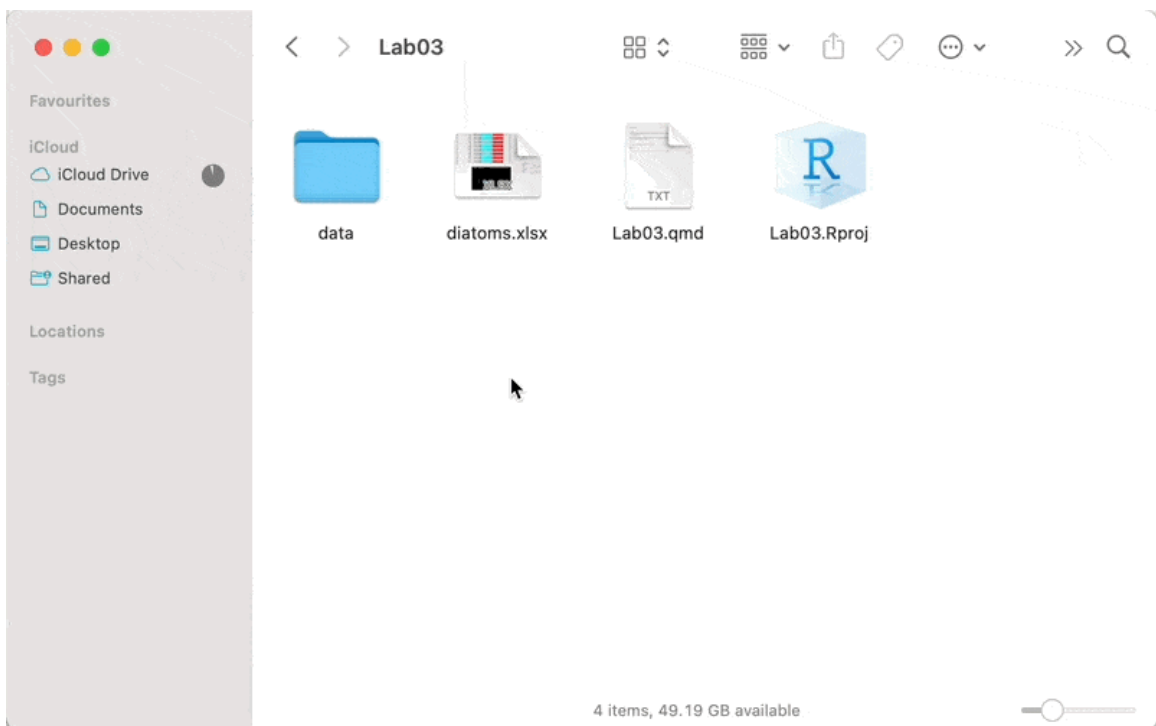 Lab03
Favourites
iCloud
iCloud Drive
Documents
Desktop
Shared
Locations
Tags
TXT
R
data
diatoms.xlsx
Lab03.qmd
Lab03.Rproj
4 items, 49.19 GB available